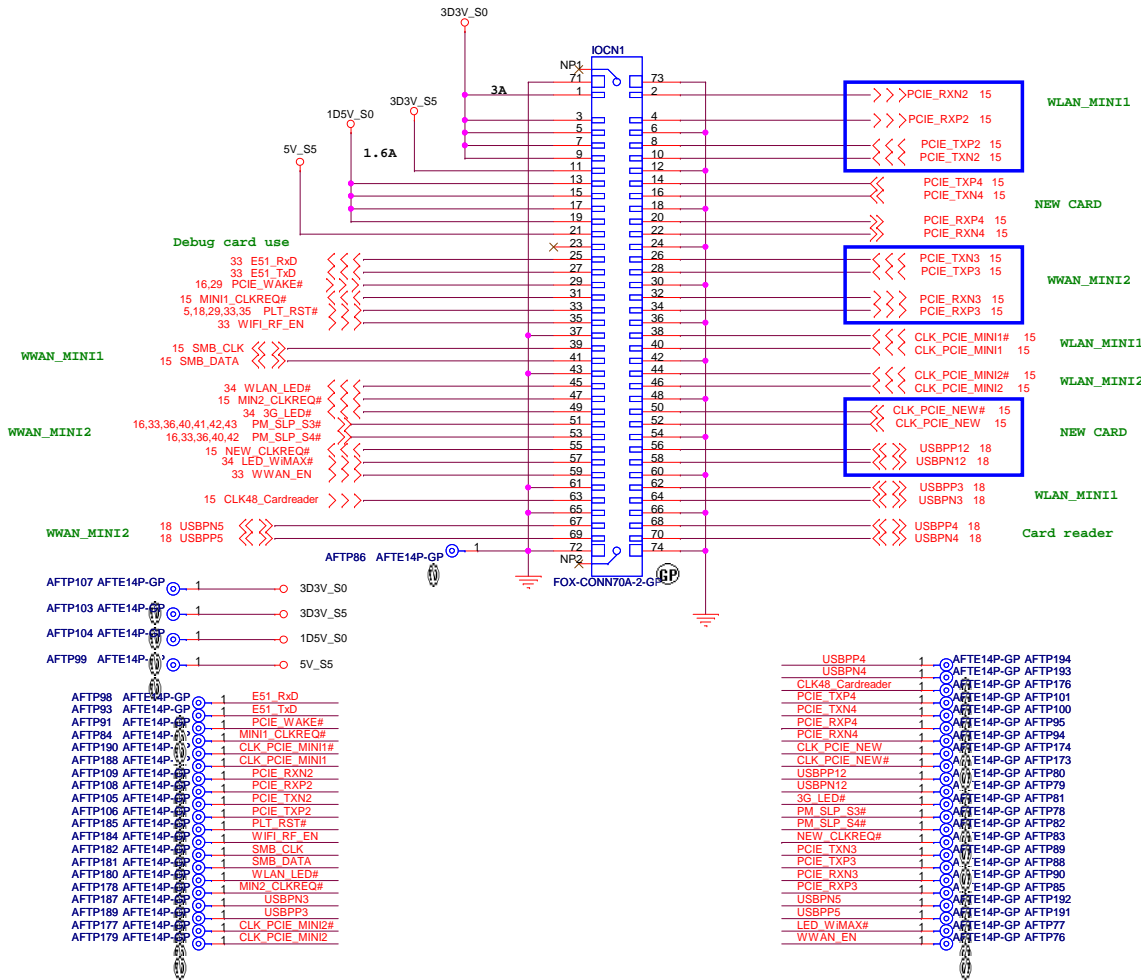 3D3V_S0
IOCN1
NP1
71 73
3A
1 2 PCIE_RXN2 15
WLAN_MINI1
3D3V_S5
1D5V_S0
3 4 PCIE_RXP2 15
5 6
7 8 PCIE_TXP2 15
5V_S5
1.6A
9 10 PCIE_TXN2 15
11 12
13 14 PCIE_TXP4 15
15 16 PCIE_TXN4 15
NEW CARD
17 18
19 20 PCIE_RXP4 15
21 22 PCIE_RXN4 15
Debug card use
23 24
33 E51_RxD 25 26 PCIE_TXN3 15
33 E51_TxD 27 28 PCIE_TXP3 15
WWAN_MINI2
16,29 PCIE_WAKE# 29 30
15 MINI1_CLKREQ# 31 32 PCIE_RXN3 15
5,18,29,33,35 PLT_RST# 33 34 PCIE_RXP3 15
33 WIFI_RF_EN 35 36
37 38 CLK_PCIE_MINI1# 15
WWAN_MINI1
15 SMB_CLK 39 40 CLK_PCIE_MINI1 15
WLAN_MINI1
15 SMB_DATA 41 42
43 44 CLK_PCIE_MINI2# 15
34 WLAN_LED# 45 46 CLK_PCIE_MINI2 15
WLAN_MINI2
15 MIN2_CLKREQ# 47 48
34 3G_LED# 49 50 CLK_PCIE_NEW# 15
16,33,36,40,41,42,43 PM_SLP_S3# 51 52 CLK_PCIE_NEW 15
WWAN_MINI2
NEW CARD
16,33,36,40,42 PM_SLP_S4# 53 54
15 NEW_CLKREQ# 55 56 USBPP12 18
34 LED_WiMAX# 57 58 USBPN12 18
33 WWAN_EN 59 60
61 62 USBPP3 18
15 CLK48_Cardreader 63 64 USBPN3 18
WLAN_MINI1
65 66
WWAN_MINI2
18 USBPN5 67 68 USBPP4 18
18 USBPP5 69 70 USBPN4 18
Card reader
AFTP86 AFTE14P-GP 1 72 74
NP2
FOX-CONN70A-2-GP
GP
AFTP107 AFTE14P-GP 1 3D3V_S0
AFTP103 AFTE14P-GP 1 3D3V_S5
AFTP104 AFTE14P-GP 1 1D5V_S0
AFTP99 AFTE14P-GP 1 5V_S5
AFTP98 AFTE14P-GP 1 E51_RxD
AFTP93 AFTE14P-GP 1 E51_TxD
AFTP91 AFTE14P-GP 1 PCIE_WAKE#
AFTP84 AFTE14P-GP 1 MINI1_CLKREQ#
AFTP190 AFTE14P-GP 1 CLK_PCIE_MINI1#
AFTP188 AFTE14P-GP 1 CLK_PCIE_MINI1
AFTP109 AFTE14P-GP 1 PCIE_RXN2
AFTP108 AFTE14P-GP 1 PCIE_RXP2
AFTP105 AFTE14P-GP 1 PCIE_TXN2
AFTP106 AFTE14P-GP 1 PCIE_TXP2
AFTP185 AFTE14P-GP 1 PLT_RST#
AFTP184 AFTE14P-GP 1 WIFI_RF_EN
AFTP182 AFTE14P-GP 1 SMB_CLK
AFTP181 AFTE14P-GP 1 SMB_DATA
AFTP180 AFTE14P-GP 1 WLAN_LED#
AFTP178 AFTE14P-GP 1 MIN2_CLKREQ#
AFTP187 AFTE14P-GP 1 USBPN3
AFTP189 AFTE14P-GP 1 USBPP3
AFTP177 AFTE14P-GP 1 CLK_PCIE_MINI2#
AFTP179 AFTE14P-GP 1 CLK_PCIE_MINI2
USBPP4 1 AFTE14P-GP AFTP194
USBPN4 1 AFTE14P-GP AFTP193
CLK48_Cardreader 1 AFTE14P-GP AFTP176
PCIE_TXP4 1 AFTE14P-GP AFTP101
PCIE_TXN4 1 AFTE14P-GP AFTP100
PCIE_RXP4 1 AFTE14P-GP AFTP95
PCIE_RXN4 1 AFTE14P-GP AFTP94
CLK_PCIE_NEW 1 AFTE14P-GP AFTP174
CLK_PCIE_NEW# 1 AFTE14P-GP AFTP173
USBPP12 1 AFTE14P-GP AFTP80
USBPN12 1 AFTE14P-GP AFTP79
3G_LED# 1 AFTE14P-GP AFTP81
PM_SLP_S3# 1 AFTE14P-GP AFTP78
PM_SLP_S4# 1 AFTE14P-GP AFTP82
NEW_CLKREQ# 1 AFTE14P-GP AFTP83
PCIE_TXN3 1 AFTE14P-GP AFTP89
PCIE_TXP3 1 AFTE14P-GP AFTP88
PCIE_RXN3 1 AFTE14P-GP AFTP90
PCIE_RXP3 1 AFTE14P-GP AFTP85
USBPN5 1 AFTE14P-GP AFTP192
USBPP5 1 AFTE14P-GP AFTP191
LED_WiMAX# 1 AFTE14P-GP AFTP77
WWAN_EN 1 AFTE14P-GP AFTP76